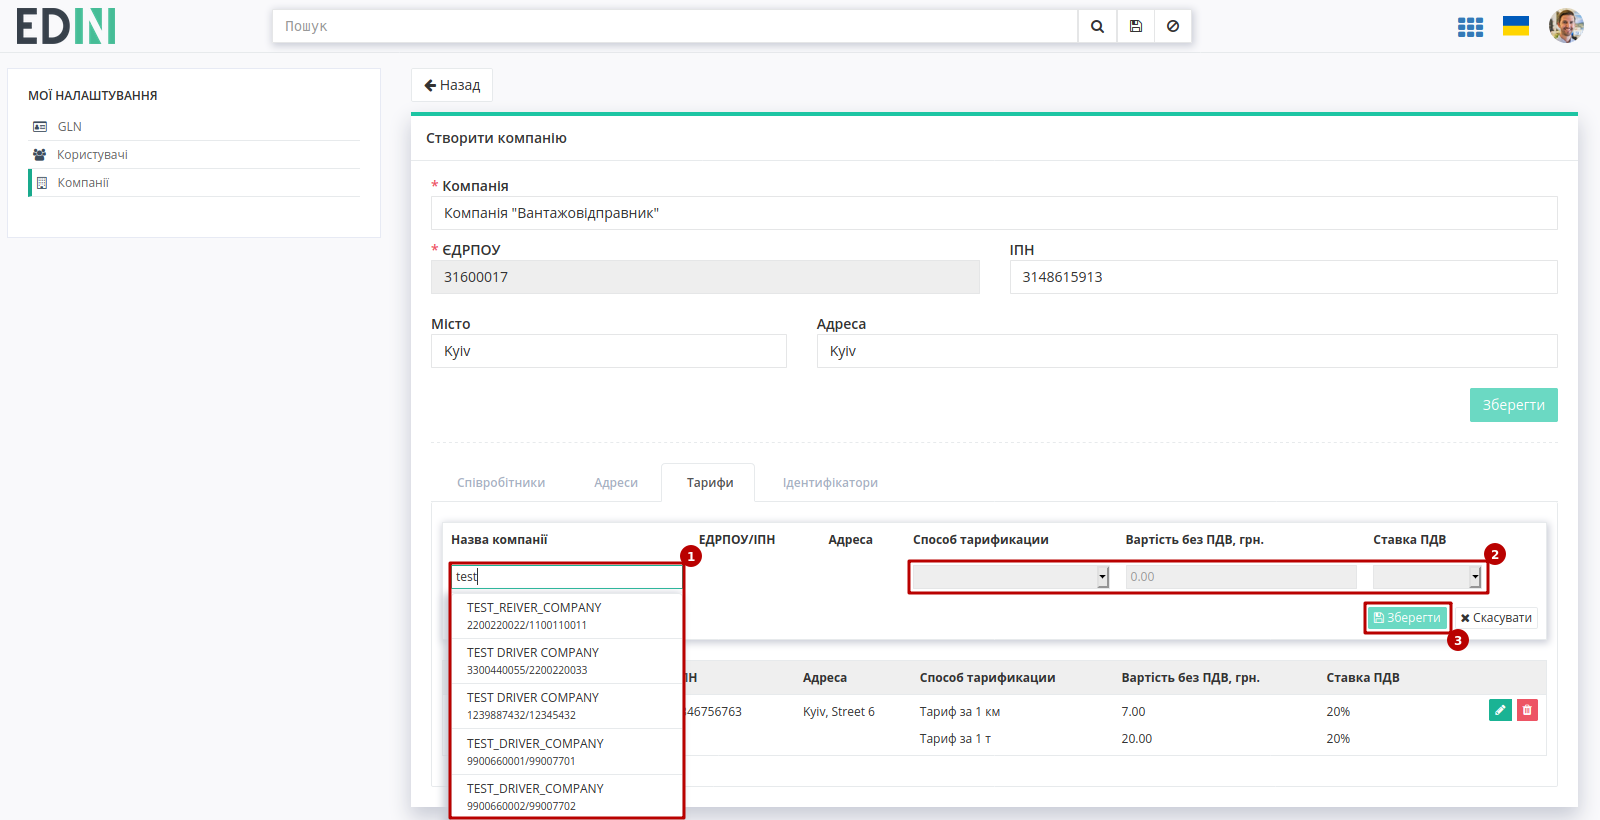 EDIN
Пошук
МОЇ НАЛАШТУВАННЯ
GLN
Користувачі
Компанії
Назад
Створити компанію
* Компанія
Компанія "Вантажовідправник"
* ЄДРПОУ
ІПН
31600017
3148615913
Місто
Адреса
Kyiv
Kyiv
Зберегти
Співробітники
Адреси
Тарифи
Ідентифікатори
Назва компанії
ЕДРПОУ/ІПН
Адреса
Способ тарификации
Вартість без ПДВ, грн.
Ставка ПДВ
1
2
test
0.00
Зберегти
Скасувати
3
TEST_REIVER_COMPANY
2200220022/1100110011
TEST DRIVER COMPANY
3300440055/2200220033
TEST DRIVER COMPANY
1239887432/12345432
TEST_DRIVER_COMPANY
9900660001/99007701
TEST_DRIVER_COMPANY
9900660002/99007702
Н
Адреса
Способ тарификации
Вартість без ПДВ, грн.
Ставка ПДВ
46756763
Kyiv, Street 6
Тариф за 1 км
7.00
20%
Тариф за 1 т
20.00
20%